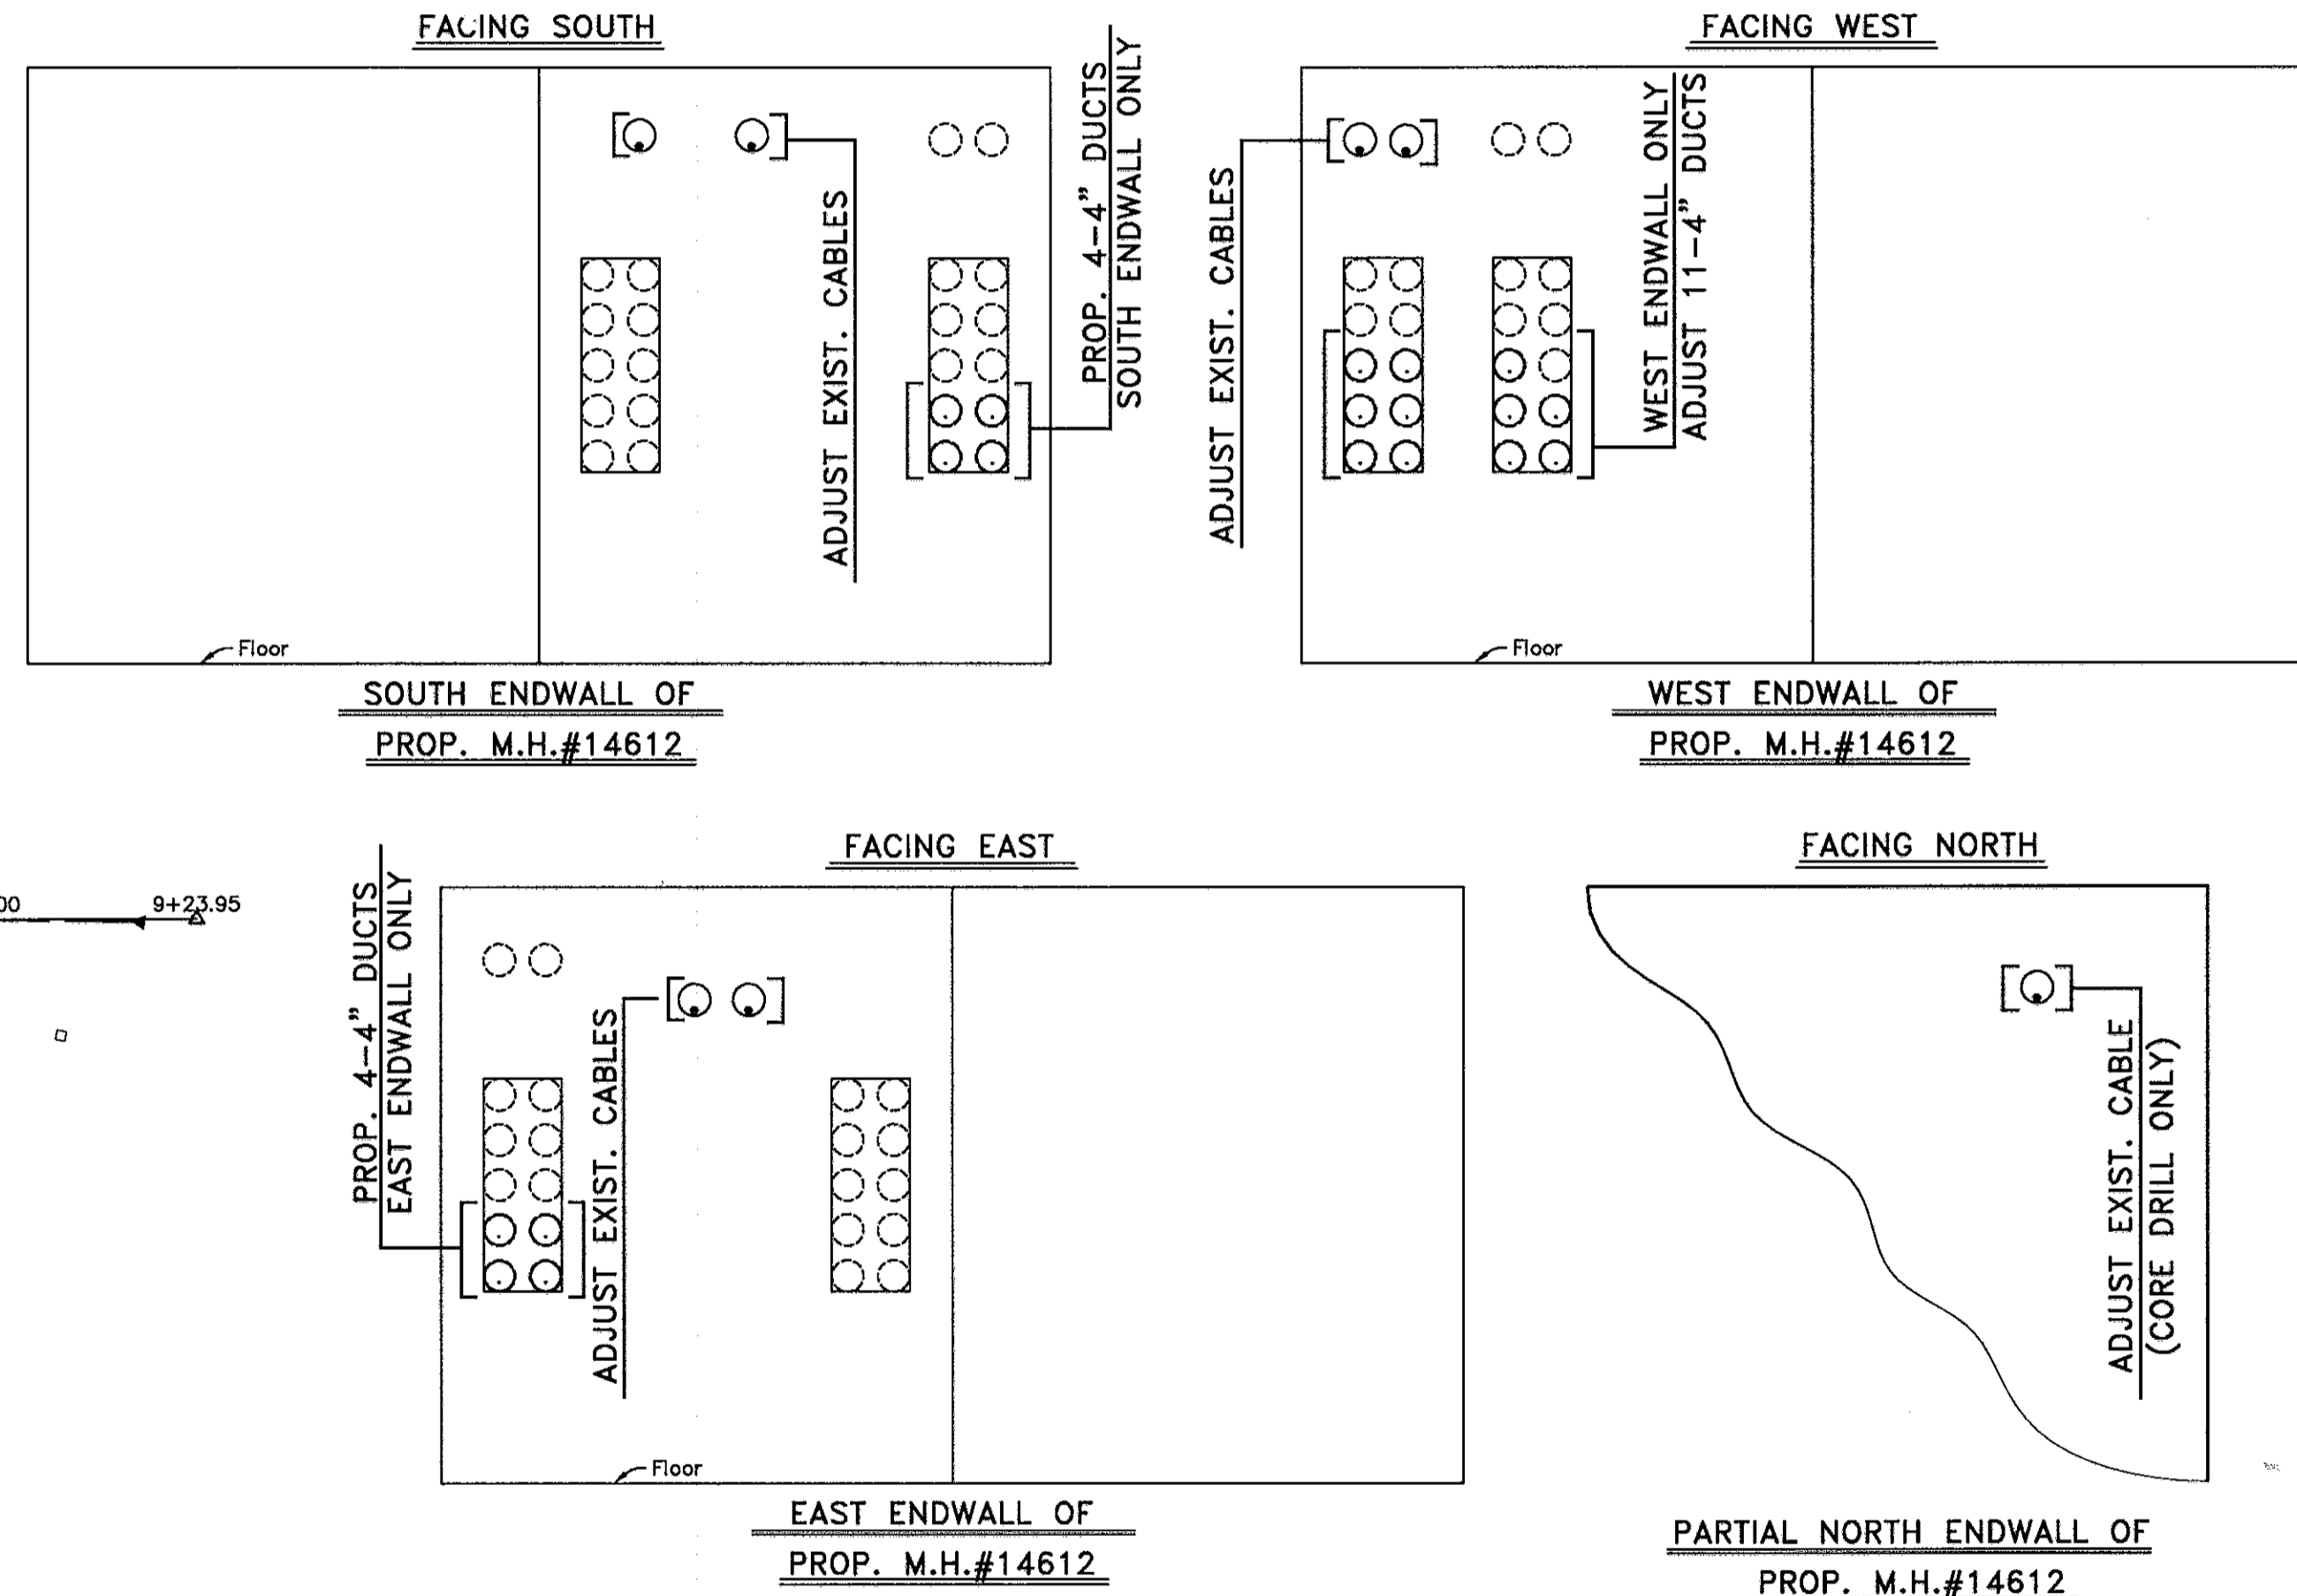 FACING SOUTH
FACING WEST
ADJUST EXIST. CABLES
PROP. 4-4" DUCTS
SOUTH ENDWALL ONLY
ADJUST EXIST. CABLES
WEST ENDWALL ONLY
ADJUST 11-4" DUCTS
Floor
Floor
SOUTH ENDWALL OF
PROP. M.H.#14612
WEST ENDWALL OF
PROP. M.H.#14612
FACING EAST
FACING NORTH
00
9+23.95
PROP. 4-4" DUCTS
EAST ENDWALL ONLY
ADJUST EXIST. CABLES
ADJUST EXIST. CABLE
(CORE DRILL ONLY)
Floor
EAST ENDWALL OF
PROP. M.H.#14612
PARTIAL NORTH ENDWALL OF
PROP. M.H.#14612